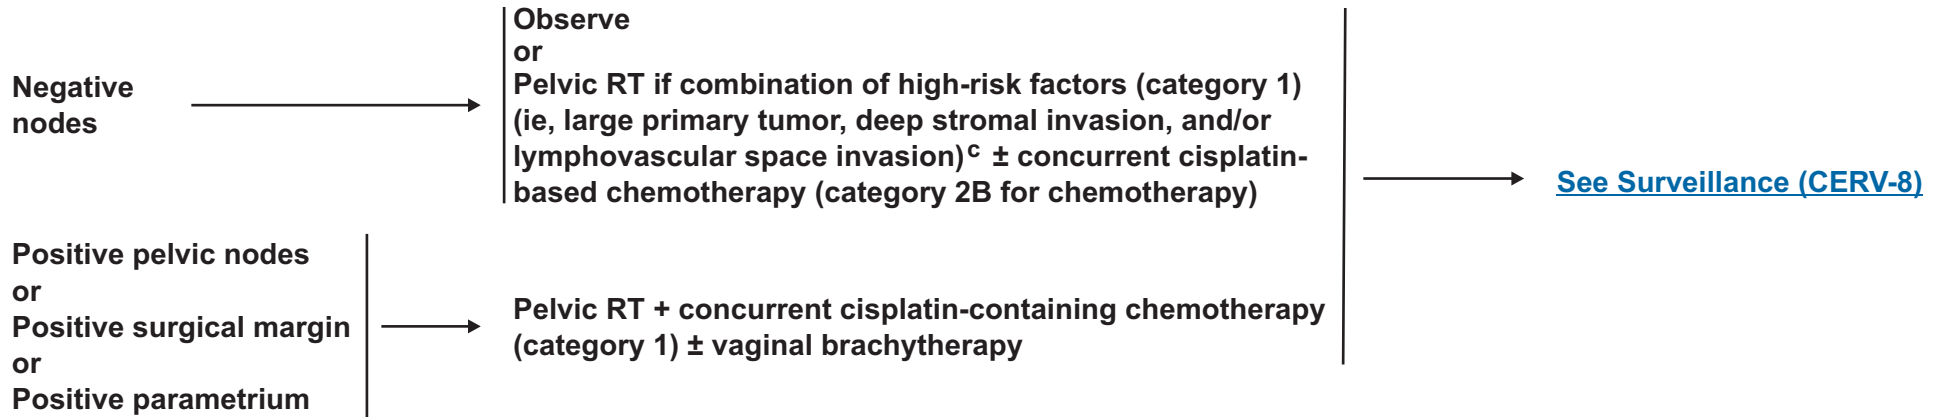 Negative
nodes
Observe
or
Pelvic RT if combination of high-risk factors (category 1)
(ie, large primary tumor, deep stromal invasion, and/or
lymphovascular space invasion)ᶜ ± concurrent cisplatin-
based chemotherapy (category 2B for chemotherapy)
Positive pelvic nodes
or
Positive surgical margin
or
Positive parametrium
Pelvic RT + concurrent cisplatin-containing chemotherapy
(category 1) ± vaginal brachytherapy
See Surveillance (CERV-8)